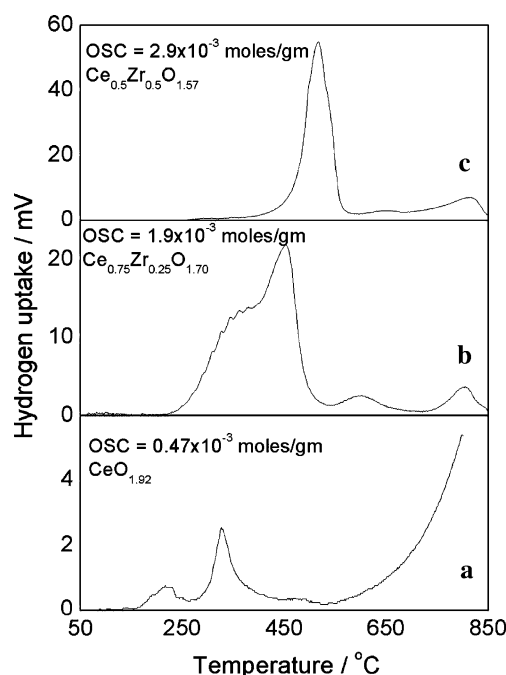 60
OSC = 2.9x10⁻³ moles/gm
Ce₀.₅Zr₀.₅O₁.₅₇
40
20
c
0
OSC = 1.9x10⁻³ moles/gm
Ce₀.₇₅Zr₀.₂₅O₁.₇₀
20
10
b
0
OSC = 0.47x10⁻³ moles/gm
CeO₁.₉₂
4
2
a
0
50 250 450 650 850
Hydrogen uptake / mV
Temperature / °C